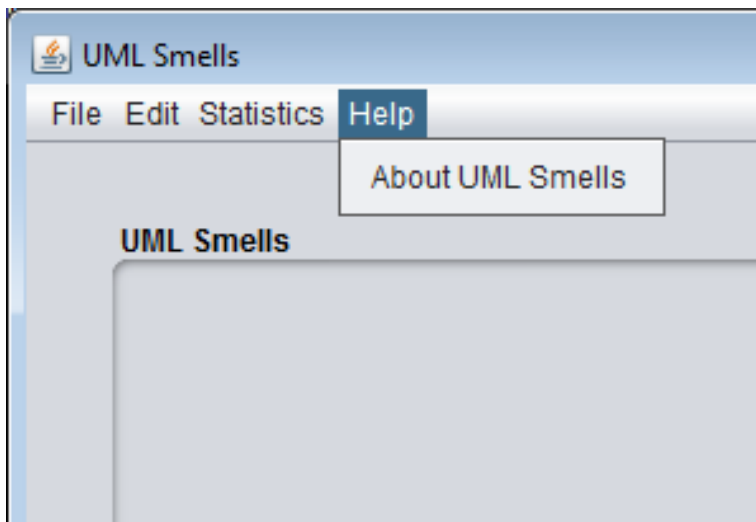 UML Smells
File Edit Statistics Help
About UML Smells
UML Smells